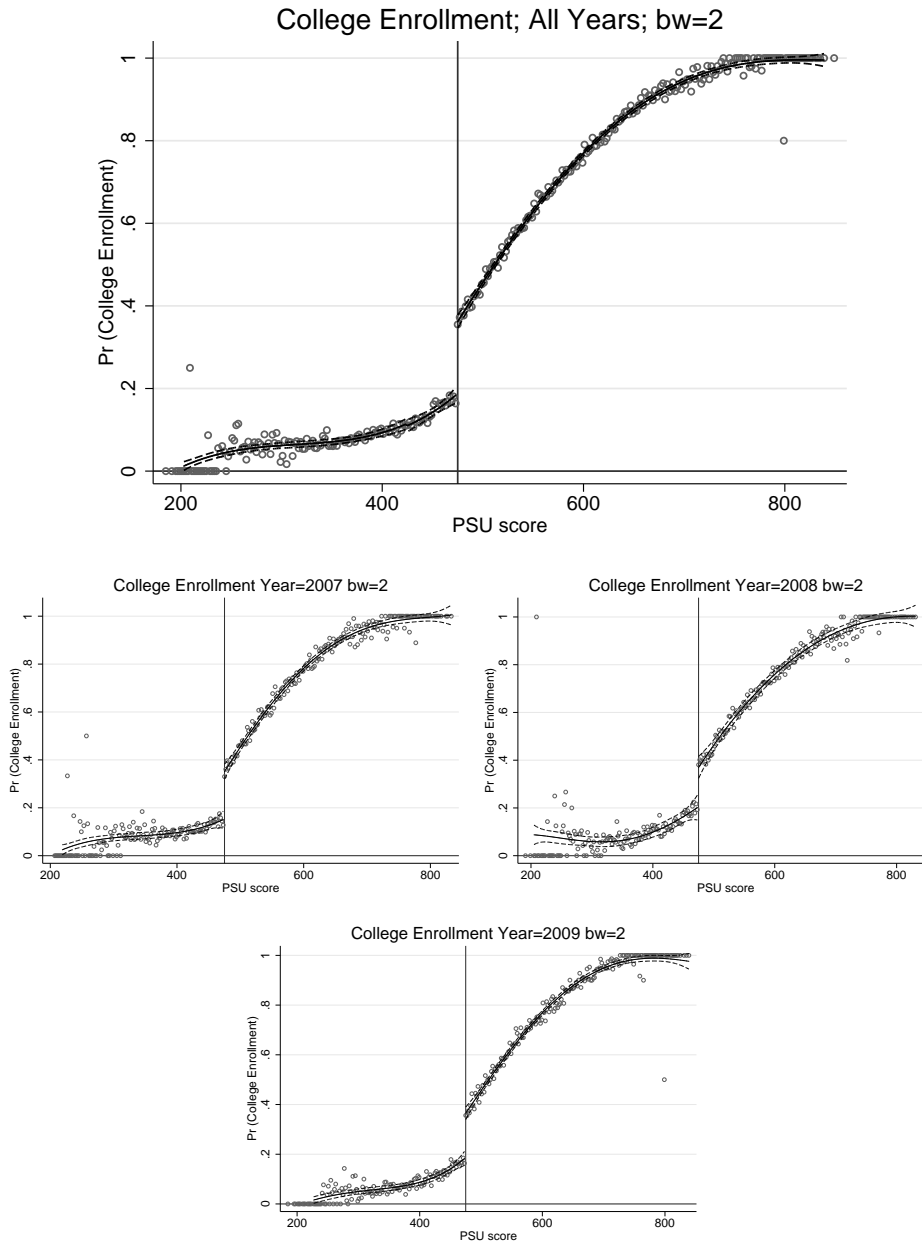 College Enrollment; All Years; bw=2
Pr (College Enrollment)
1
.8
.6
.4
.2
0
200 400 600 800
PSU score
College Enrollment Year=2007 bw=2
Pr (College Enrollment)
1
.8
.6
.4
.2
0
200 400 600 800
PSU score
College Enrollment Year=2008 bw=2
Pr (College Enrollment)
1
.8
.6
.4
.2
0
200 400 600 800
PSU score
College Enrollment Year=2009 bw=2
Pr (College Enrollment)
1
.8
.6
.4
.2
0
200 400 600 800
PSU score